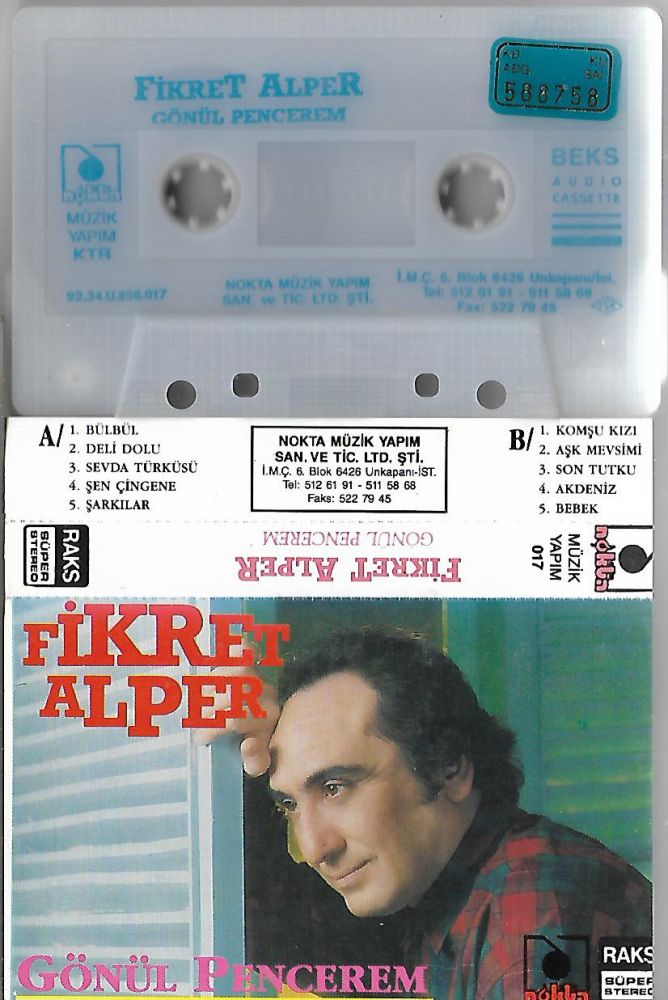 FİKRET ALPER
GÖNÜL PENCEREM
588758
nokta
MÜZİK
YAPIM
KTR
BEKS
AUDIO
CASSETTE
92.34.U.856.017
NOKTA MÜZİK YAPIM
SAN. ve TİC. LTD. ŞTİ.
İ.M.Ç. 6. Blok 6426 Unkapanı/İst.
Tel: 512 61 91 - 511 58 68
Fax: 522 79 45
A/
1. BÜLBÜL
2. DELİ DOLU
3. SEVDA TÜRKÜSÜ
4. ŞEN ÇİNGENE
5. ŞARKILAR
NOKTA MÜZİK YAPIM
SAN. VE TİC. LTD. ŞTİ.
İ.M.Ç. 6. Blok 6426 Unkapanı-İST.
Tel: 512 61 91 - 511 58 68
Faks: 522 79 45
B/
1. KOMŞU KIZI
2. AŞK MEVSİMİ
3. SON TUTKU
4. AKDENİZ
5. BEBEK
RAKS
SÜPER
STEREO
FİKRET ALPER
GÖNÜL PENCEREM
nokta
MÜZİK
YAPIM
017
FİKRET
ALPER
GÖNÜL PENCEREM
nokta
RAKS
SÜPER
STEREO